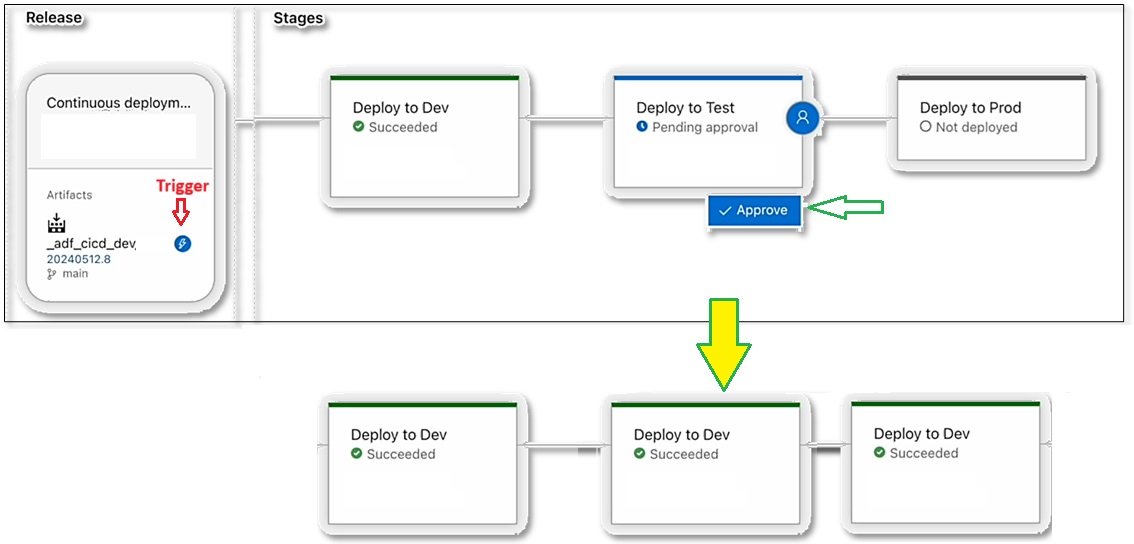 Release
Stages
Continuous deploym...
Deploy to Dev
Succeeded
Deploy to Test
Pending approval
Deploy to Prod
Not deployed
Artifacts
Trigger
_adf_cicd_dev,
20240512.8
main
Approve
Deploy to Dev
Succeeded
Deploy to Dev
Succeeded
Deploy to Dev
Succeeded